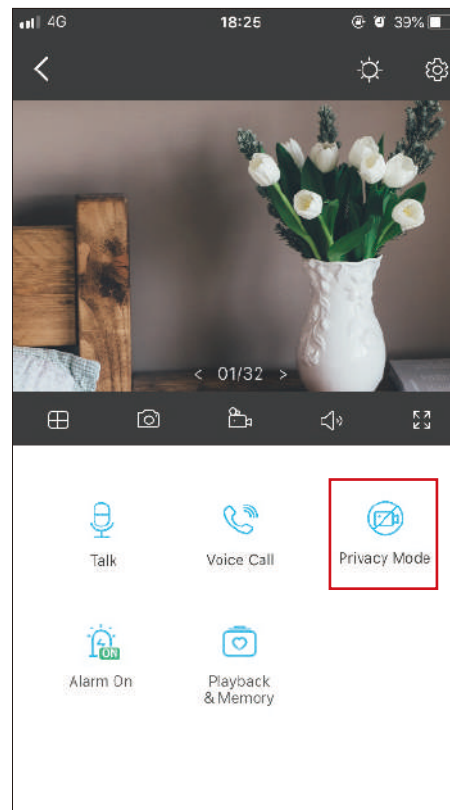 4G 18:25 39%
< 01/32 >
Talk Voice Call Privacy Mode
ON
Alarm On Playback
& Memory